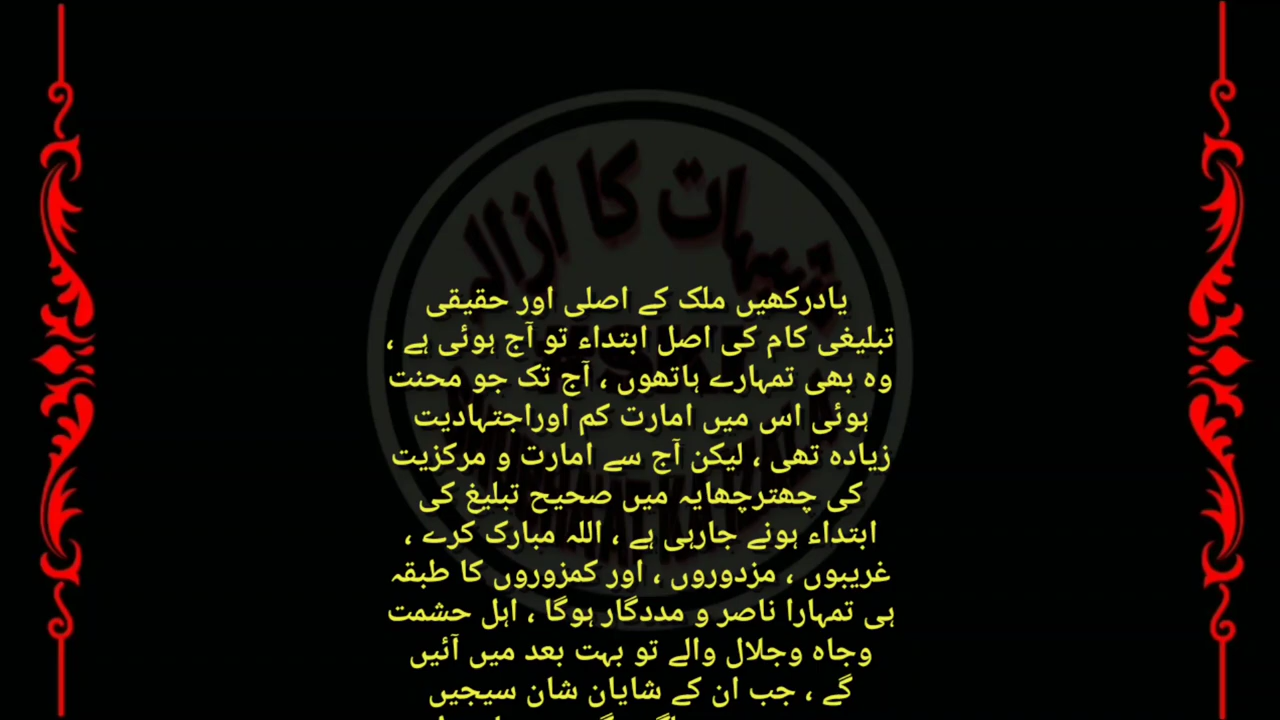 شبہات کا ازالہ
یادرکھیں ملک کے اصلی اور حقیقی
تبلیغی کام کی اصل ابتداء تو آج ہوئی ہے ،
وہ بھی تمہارے ہاتھوں ، آج تک جو محنت
ہوئی اس میں امارت کم اوراجتہادیت
زیادہ تھی ، لیکن آج سے امارت و مرکزیت
کی چھترچھایہ میں صحیح تبلیغ کی
ابتداء ہونے جارہی ہے ، اللہ مبارک کرے ،
غریبوں ، مزدوروں ، اور کمزوروں کا طبقہ
ہی تمہارا ناصر و مددگار ہوگا ، اہل حشمت
وجاہ وجلال والے تو بہت بعد میں آئیں
گے ، جب ان کے شایان شان سیجیں